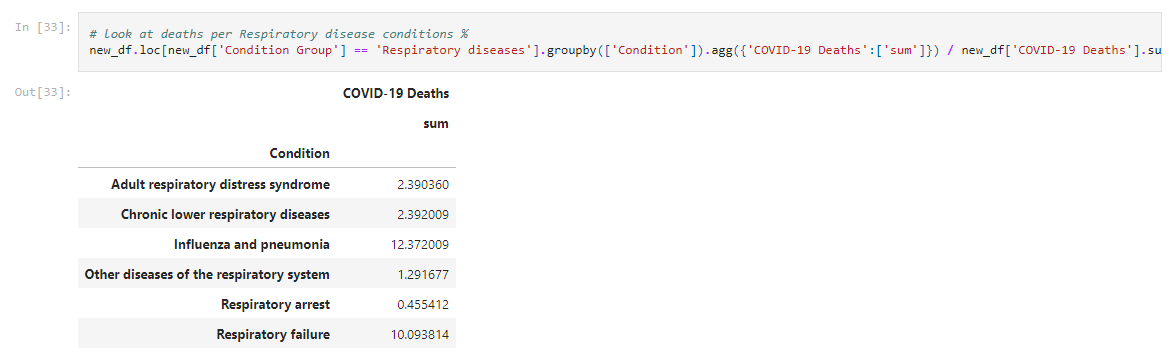 In [33]:
# look at deaths per Respiratory disease conditions %
new_df.loc[new_df['Condition Group'] == 'Respiratory diseases'].groupby(['Condition']).agg({'COVID-19 Deaths':['sum']}) / new_df['COVID-19 Deaths'].su
Out[33]:
COVID-19 Deaths
sum
Condition
Adult respiratory distress syndrome 2.390360
Chronic lower respiratory diseases 2.392009
Influenza and pneumonia 12.372009
Other diseases of the respiratory system 1.291677
Respiratory arrest 0.455412
Respiratory failure 10.093814